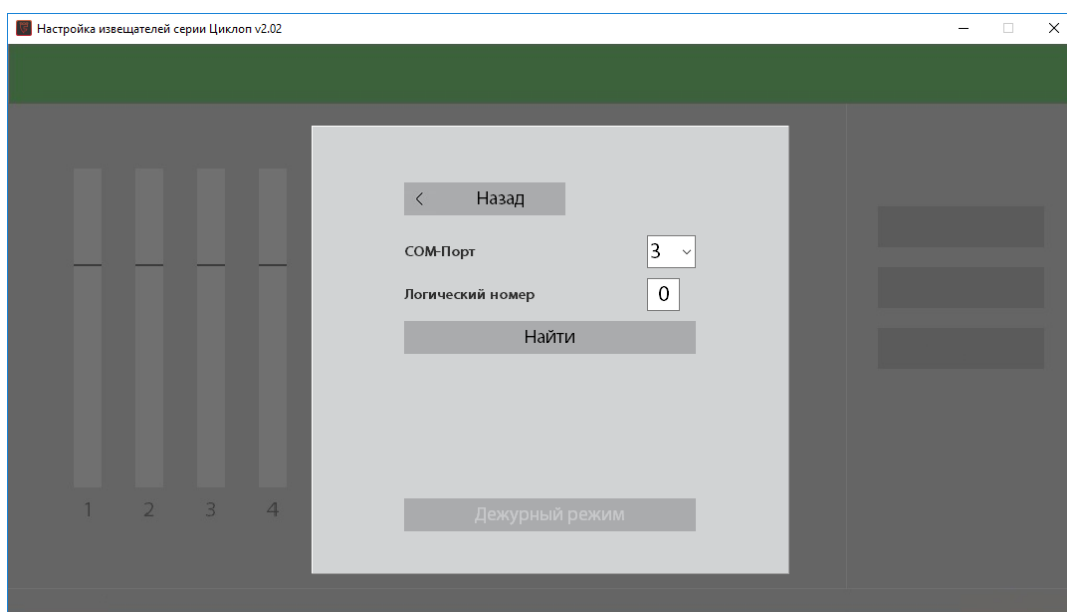 Настройка извещателей серии Циклоп v2.02
Назад
COM-Порт
3
Логический номер
0
Найти
1 2 3 4
Дежурный режим